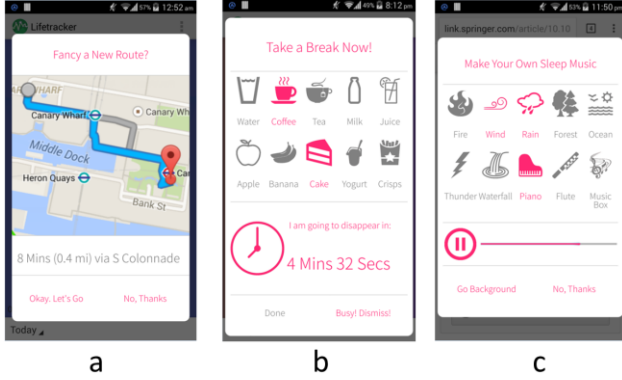 57% 12:52 am
Lifetracker
Fancy a New Route?
Canary Wharf
Canary Wh
Middle Dock
Heron Quays
Can
Bank St
8 Mins (0.4 mi) via S Colonnade
Okay. Let's Go No, Thanks
Today
a
49% 8:12 pm
Take a Break Now!
Water Coffee Tea Milk Juice
Apple Banana Cake Yogurt Crisps
I am going to disappear in:
4 Mins 32 Secs
Done Busy! Dismiss!
b
53% 11:50 pm
link.springer.com/article/10.10
Make Your Own Sleep Music
Fire Wind Rain Forest Ocean
Thunder Waterfall Piano Flute Music
Box
Go Background No, Thanks
c